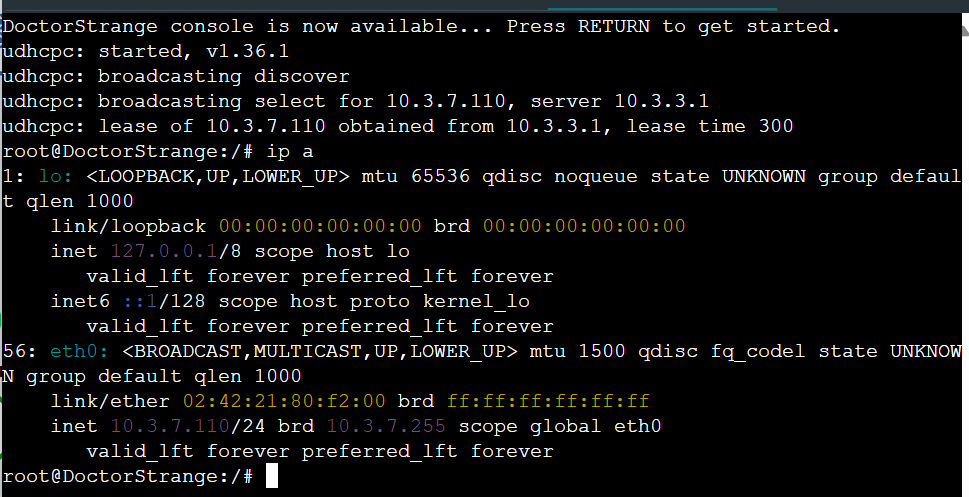 DoctorStrange console is now available... Press RETURN to get started.
udhcpc: started, v1.36.1
udhcpc: broadcasting discover
udhcpc: broadcasting select for 10.3.7.110, server 10.3.3.1
udhcpc: lease of 10.3.7.110 obtained from 10.3.3.1, lease time 300
root@DoctorStrange:/# ip a
1: lo: <LOOPBACK,UP,LOWER_UP> mtu 65536 qdisc noqueue state UNKNOWN group defaul
t qlen 1000
    link/loopback 00:00:00:00:00:00 brd 00:00:00:00:00:00
    inet 127.0.0.1/8 scope host lo
       valid_lft forever preferred_lft forever
    inet6 ::1/128 scope host proto kernel_lo
       valid_lft forever preferred_lft forever
56: eth0: <BROADCAST,MULTICAST,UP,LOWER_UP> mtu 1500 qdisc fq_codel state UNKNOW
N group default qlen 1000
    link/ether 02:42:21:80:f2:00 brd ff:ff:ff:ff:ff:ff
    inet 10.3.7.110/24 brd 10.3.7.255 scope global eth0
       valid_lft forever preferred_lft forever
root@DoctorStrange:/#